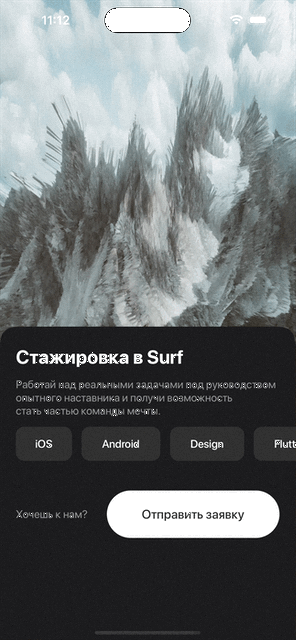 11:12
Стажировка в Surf
Работай над реальными задачами под руководством
опытного наставника и получи возможность
стать частью команды мечты.
iOS
Android
Design
Flutt
Хочешь к нам?
Отправить заявку